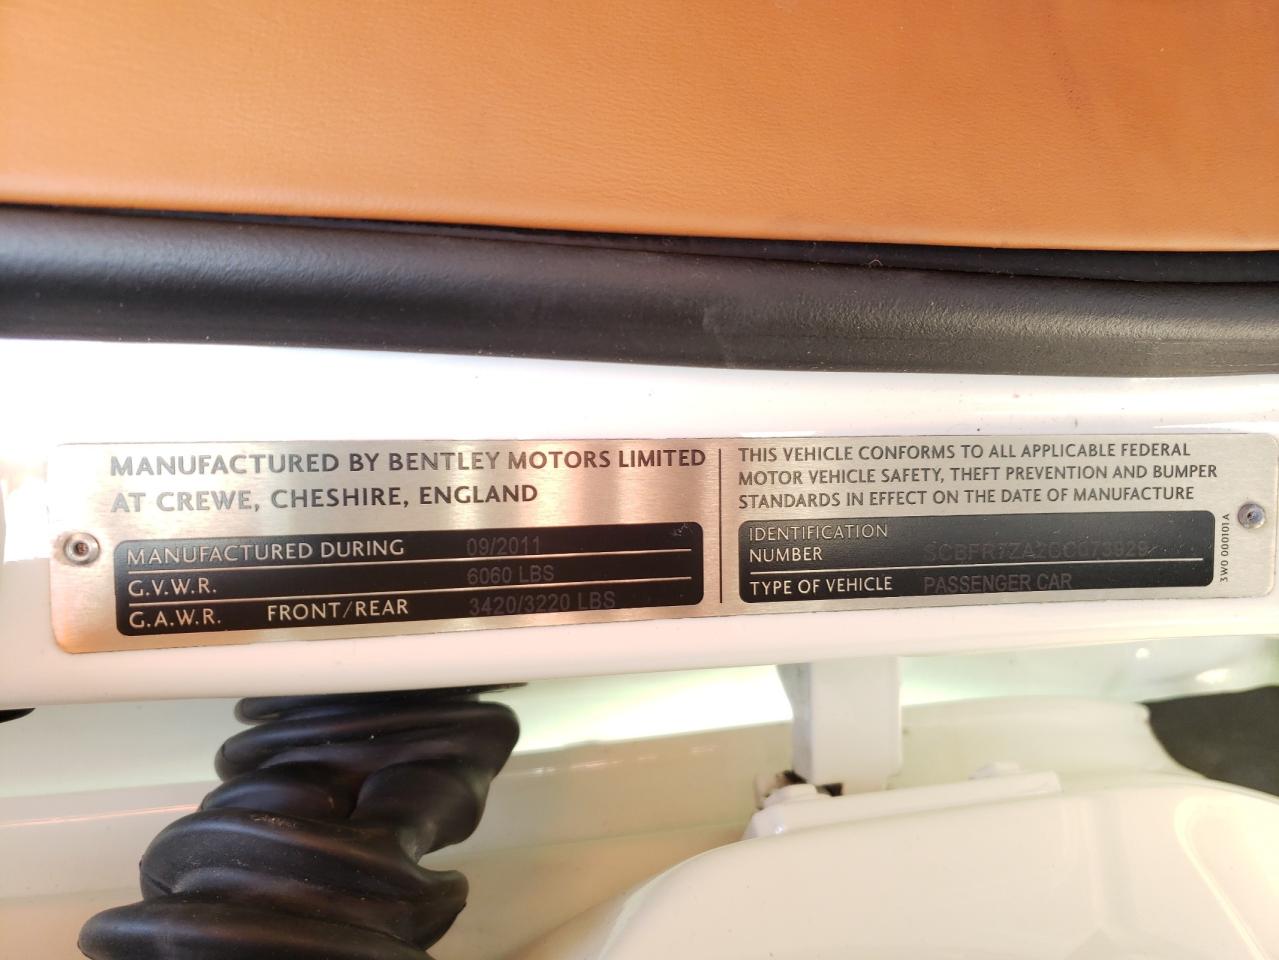 MANUFACTURED BY BENTLEY MOTORS LIMITED
AT CREWE, CHESHIRE, ENGLAND
MANUFACTURED DURING 09/2011
G.V.W.R. 6060 LBS
G.A.W.R. FRONT/REAR 3420/3220 LBS
THIS VEHICLE CONFORMS TO ALL APPLICABLE FEDERAL
MOTOR VEHICLE SAFETY, THEFT PREVENTION AND BUMPER
STANDARDS IN EFFECT ON THE DATE OF MANUFACTURE
IDENTIFICATION
NUMBER
TYPE OF VEHICLE PASSENGER CAR
3W0 000101A